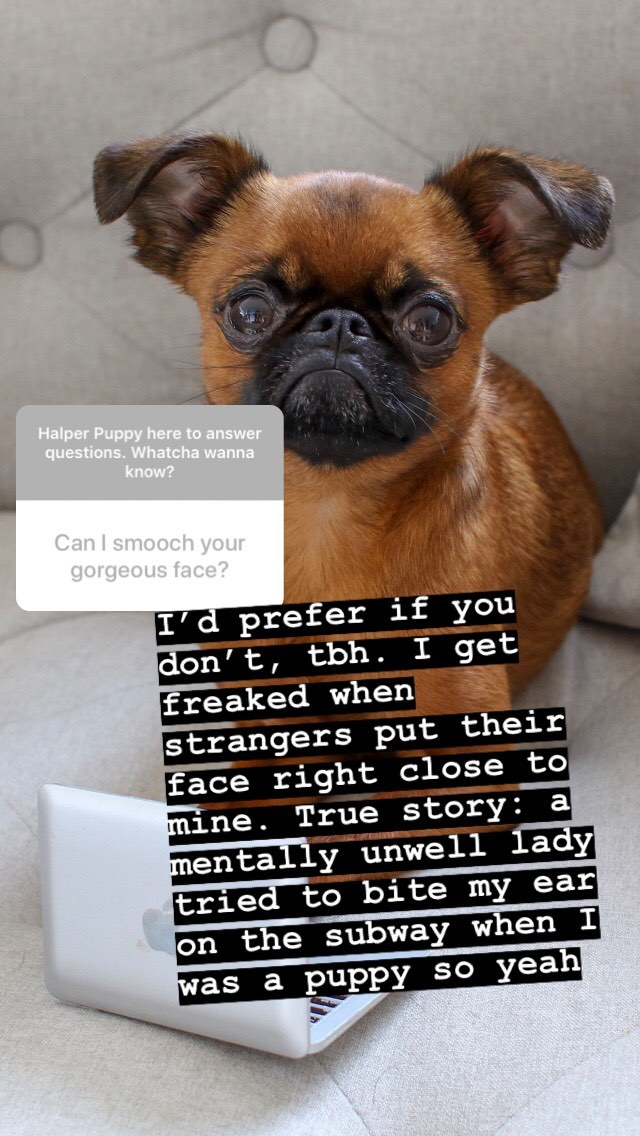 Halper Puppy here to answer
questions. Whatcha wanna
know?
Can I smooch your
gorgeous face?
I’d prefer if you
don’t, tbh. I get
freaked when
strangers put their
face right close to
mine. True story: a
mentally unwell lady
tried to bite my ear
on the subway when I
was a puppy so yeah